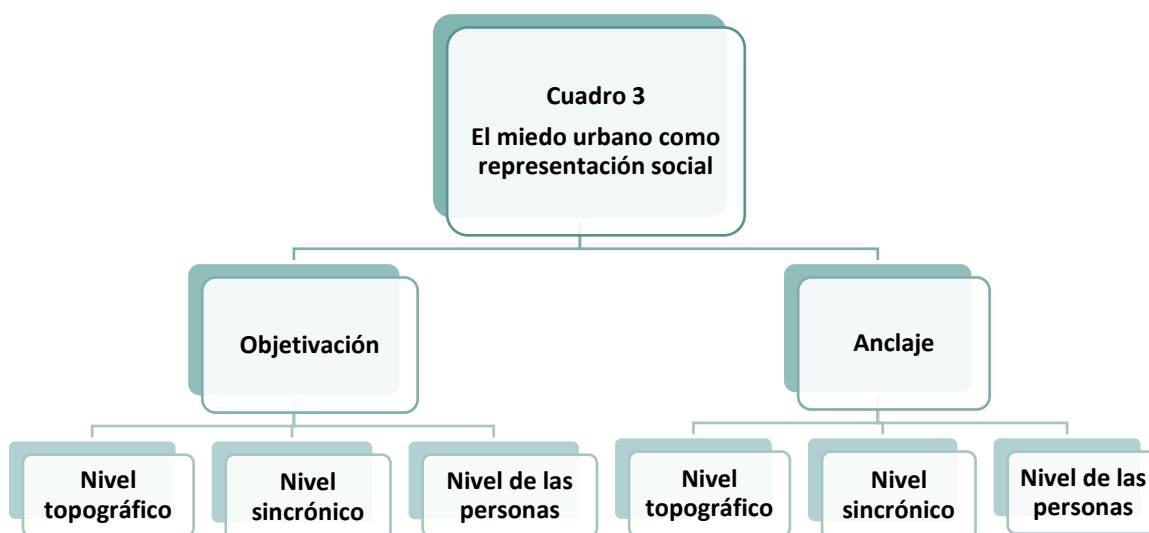 Cuadro 3
El miedo urbano como
representación social
Objetivación
Anclaje
Nivel
topográfico
Nivel
sincrónico
Nivel de las
personas
Nivel
topográfico
Nivel
sincrónico
Nivel de las
personas